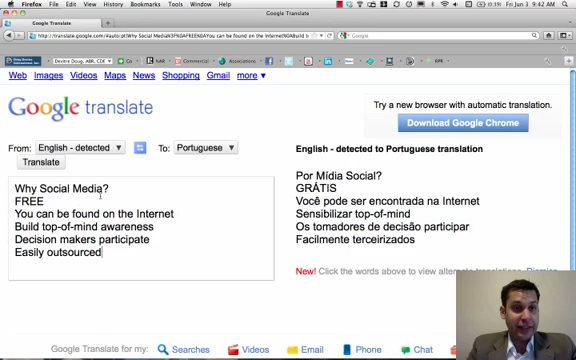 Firefox File Edit View History Bookmarks Tools Window Help Fri Jun 3 9:42 AM
Google Translate
Google Translate
Google
Web Images Videos Maps News Shopping Gmail more
Google translate
Try a new browser with automatic translation.
Download Google Chrome
From: English - detected To: Portuguese
Translate
English - detected to Portuguese translation
Why Social Media?
FREE
You can be found on the Internet
Build top-of-mind awareness
Decision makers participate
Easily outsourced
Por Mídia Social?
GRÁTIS
Você pode ser encontrada na Internet
Sensibilizar top-of-mind
Os tomadores de decisão participar
Facilmente terceirizados
New! Click the words above to view alternate translations. Dismiss
Google Translate for my: Searches Videos Email Phone Chat